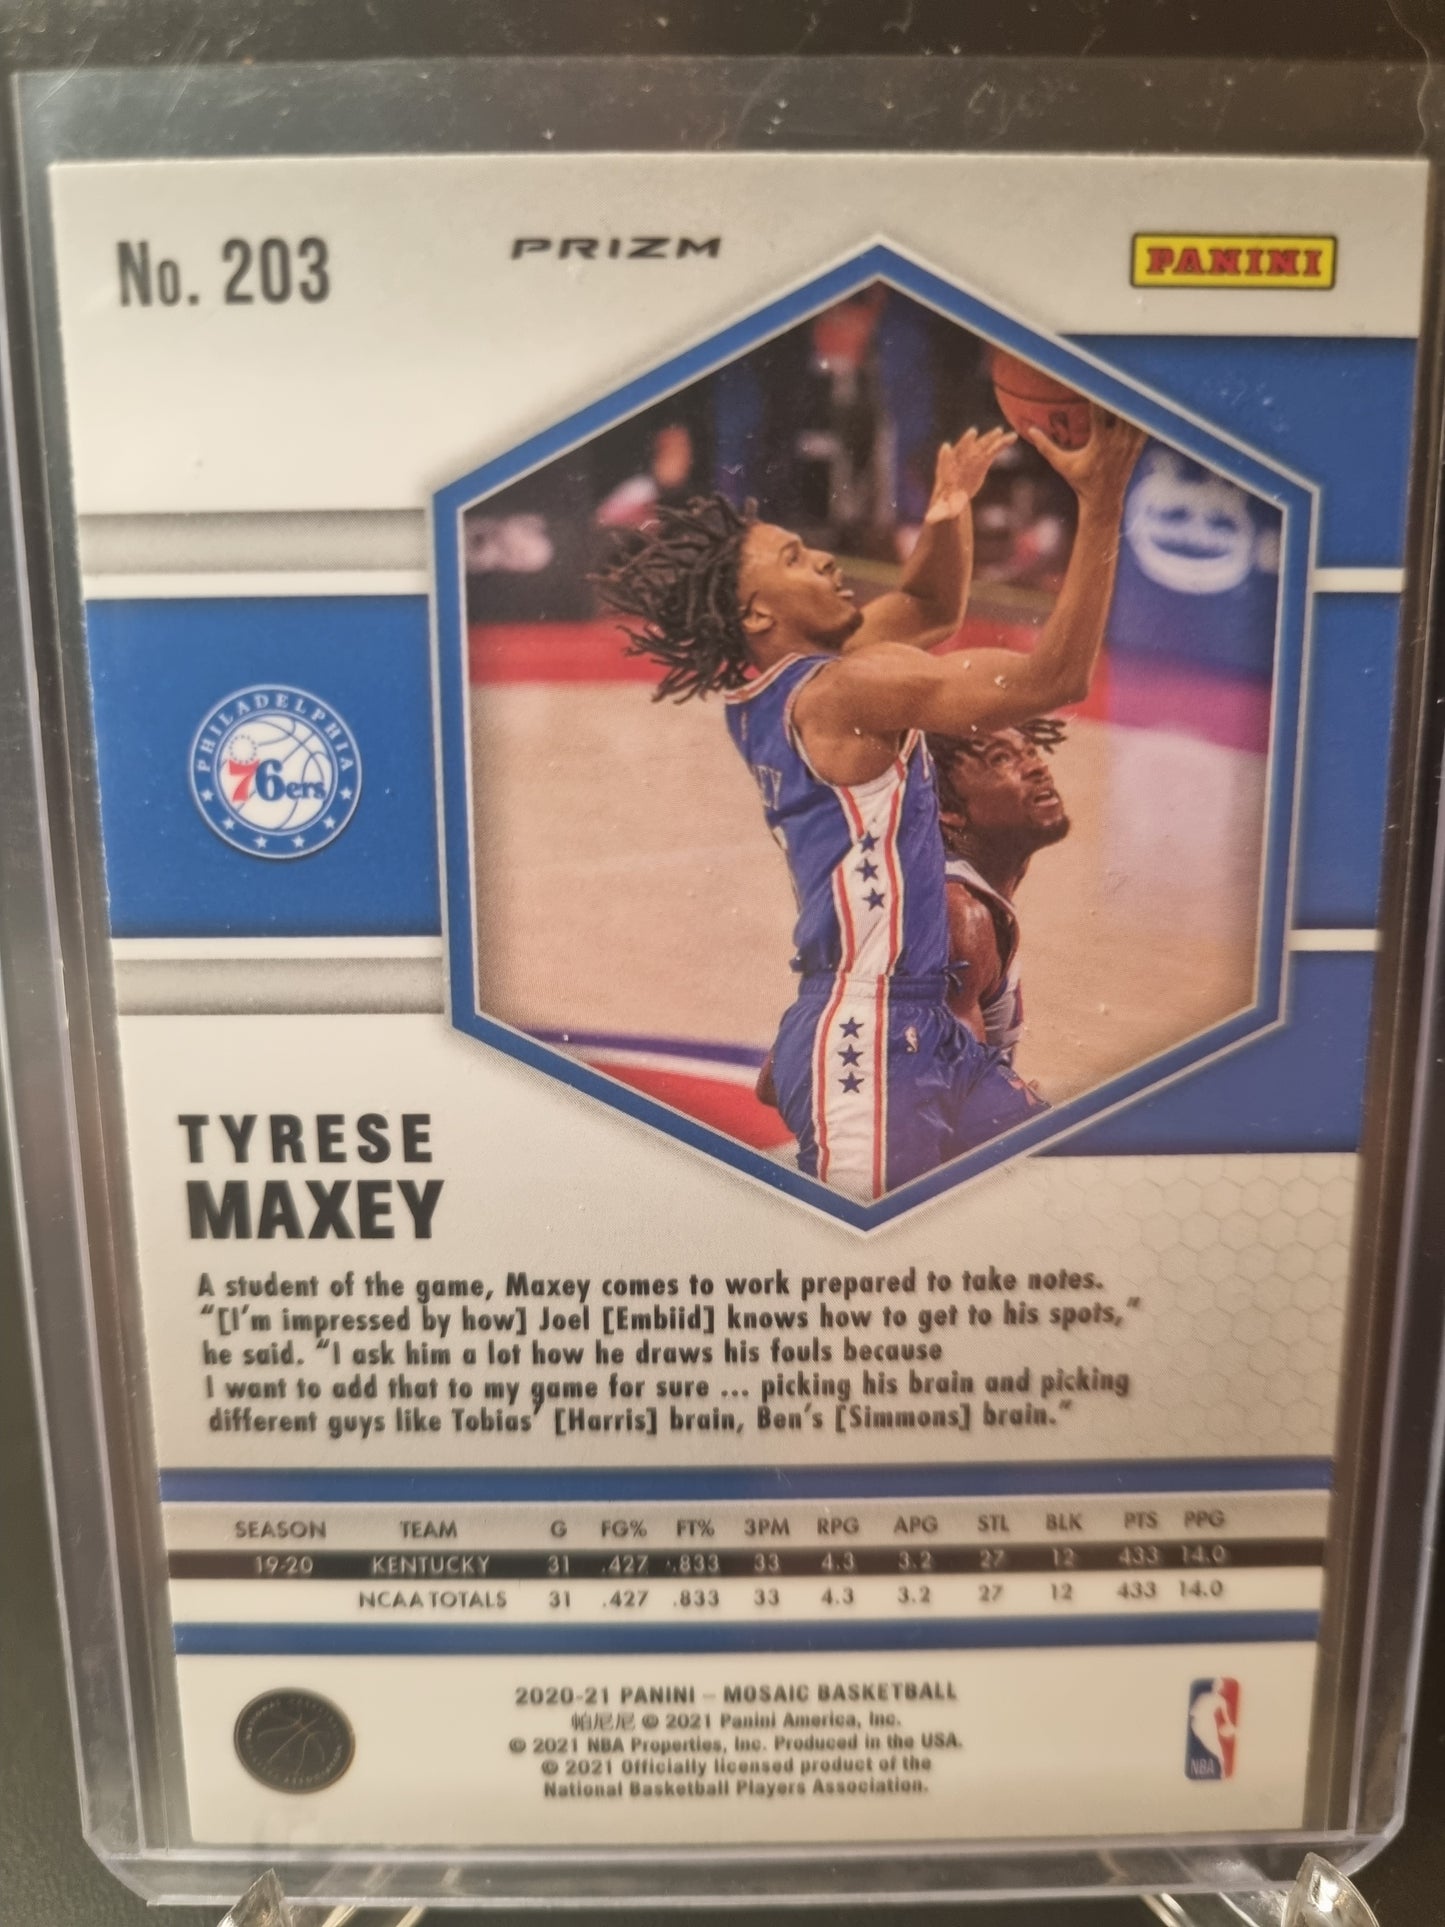 No. 203
PRIZM
PANINI
PHILADELPHIA
76ers
TYRESE
MAXEY
A student of the game, Maxey comes to work prepared to take notes.
“[I’m impressed by how] Joel [Embiid] knows how to get to his spots,”
he said. “I ask him a lot how he draws his fouls because
I want to add that to my game for sure ... picking his brain and picking
different guys like Tobias’ [Harris] brain, Ben’s [Simmons] brain.”
SEASON TEAM G FG% FT% 3PM RPG APG STL BLK PTS PPG
19-20 KENTUCKY 31 .427 .833 33 4.3 3.2 27 12 433 14.0
NCAA TOTALS 31 .427 .833 33 4.3 3.2 27 12 433 14.0
2020-21 PANINI – MOSAIC BASKETBALL
帕尼尼 © 2021 Panini America, Inc.
© 2021 NBA Properties, Inc. Produced in the USA.
© 2021 Officially licensed product of the
National Basketball Players Association.
NBA